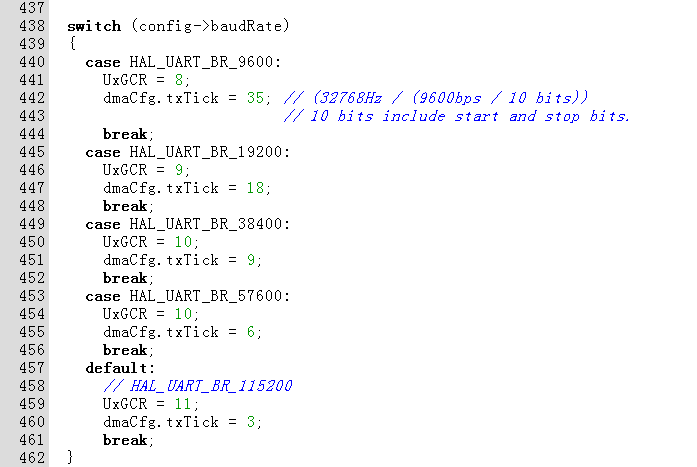 437
438 switch (config->baudRate)
439 {
440 case HAL_UART_BR_9600:
441 UxGCR = 8;
442 dmaCfg.txTick = 35; // (32768Hz / (9600bps / 10 bits))
443 // 10 bits include start and stop bits.
444 break;
445 case HAL_UART_BR_19200:
446 UxGCR = 9;
447 dmaCfg.txTick = 18;
448 break;
449 case HAL_UART_BR_38400:
450 UxGCR = 10;
451 dmaCfg.txTick = 9;
452 break;
453 case HAL_UART_BR_57600:
454 UxGCR = 10;
455 dmaCfg.txTick = 6;
456 break;
457 default:
458 // HAL_UART_BR_115200
459 UxGCR = 11;
460 dmaCfg.txTick = 3;
461 break;
462 }